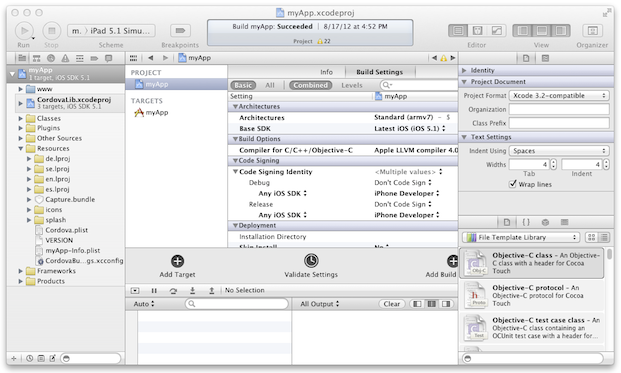 myApp.xcodeproj
m. iPad 5.1 Simu...
Build myApp: Succeeded | 8/17/12 at 4:52 PM
Project 22
Run
Stop
Scheme
Breakpoints
Editor
View
Organizer
myApp
myApp
3 targets, iOS SDK 5.1
www
CordovaLib.xcodeproj
3 targets, iOS SDK 5.1
Classes
Plugins
Other Sources
Resources
de.lproj
se.lproj
en.lproj
es.lproj
Capture.bundle
icons
splash
Cordova.plist
VERSION
myApp-Info.plist
CordovaBu...gs.xcconfig
Frameworks
Products
PROJECT
myApp
TARGETS
myApp
Info
Build Settings
Basic
All
Combined
Levels
Setting
myApp
Architectures
Architectures
Standard (armv7)
Base SDK
Latest iOS (iOS 5.1)
Build Options
Compiler for C/C++/Objective-C
Apple LLVM compiler 4.0
Code Signing
Code Signing Identity
<Multiple values>
Debug
Don't Code Sign
Any iOS SDK
iPhone Developer
Release
Don't Code Sign
Any iOS SDK
iPhone Developer
Deployment
Installation Directory
Skip Install
No
Add Target
Validate Settings
Add Build
No Selection
Auto
All Output
Clear
Identity
Project Document
Project Format
Xcode 3.2-compatible
Organization
Class Prefix
Text Settings
Indent Using
Spaces
Widths
4
4
Tab
Indent
Wrap lines
File Template Library
Objective-C class - An Objective-
C class with a header for Cocoa
Touch
Objective-C protocol - An
Objective-C protocol for Cocoa
Touch
Objective-C test case class - An
Objective-C class containing an
OCUnit test case with a header for